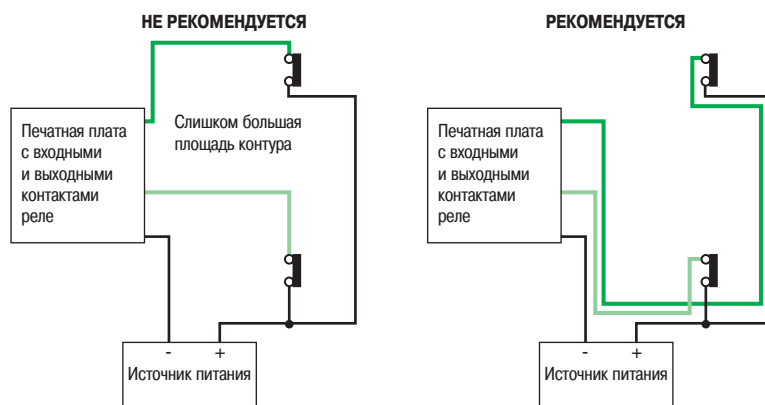 НЕ РЕКОМЕНДУЕТСЯ
Печатная плата
с входными
и выходными
контактами
реле
Слишком большая
площадь контура
- +
Источник питания
РЕКОМЕНДУЕТСЯ
Печатная плата
с входными
и выходными
контактами
реле
- +
Источник питания